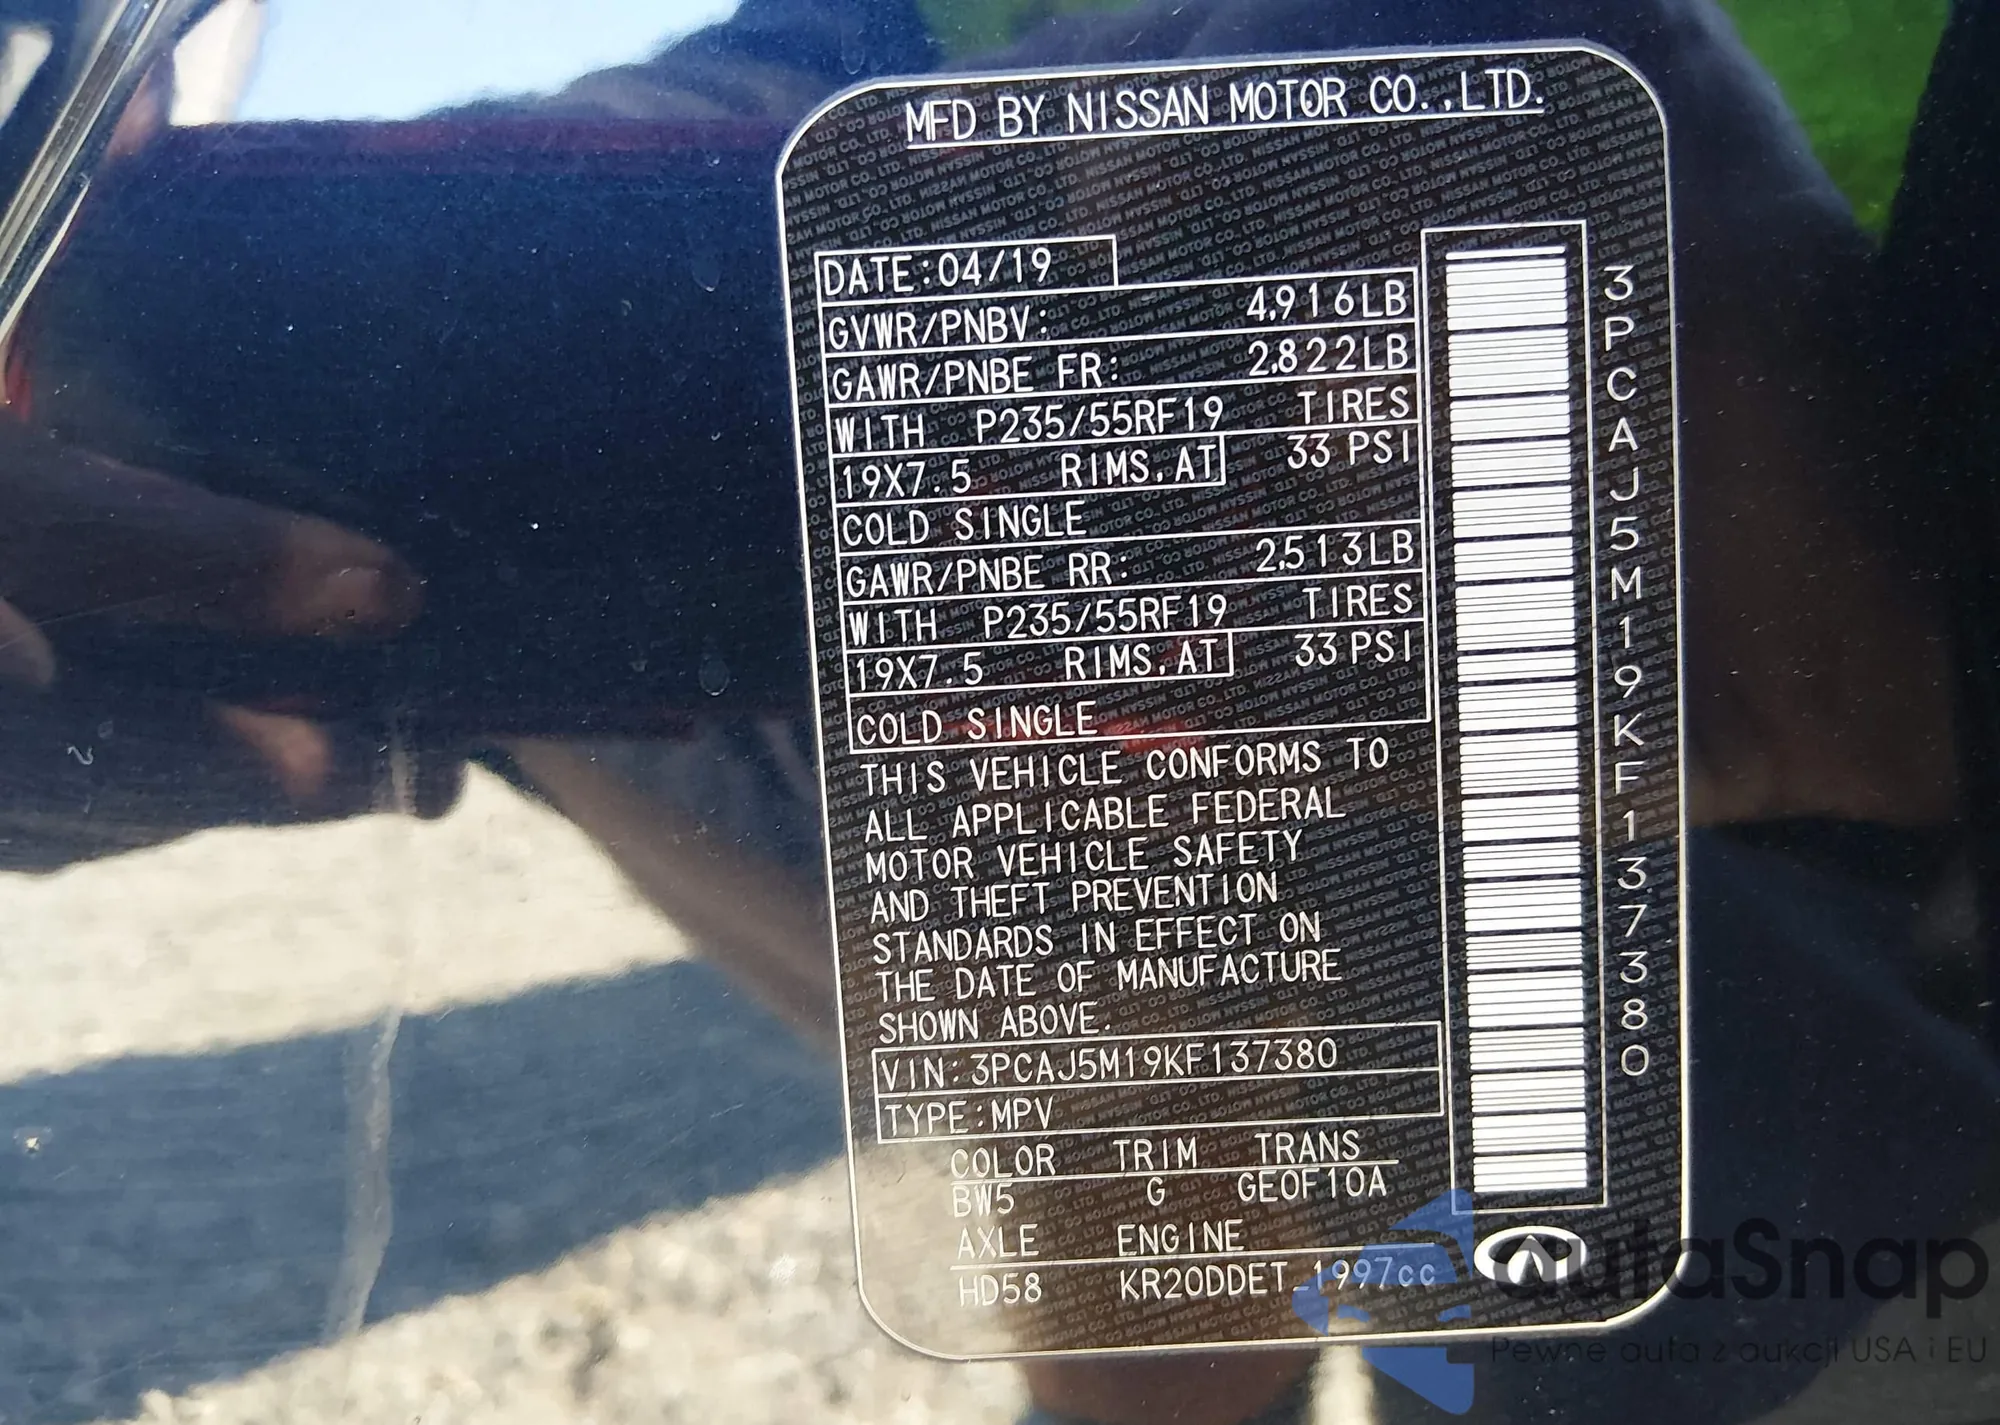 MFD BY NISSAN MOTOR CO.,LTD.
DATE:04/19
GVWR/PNBV: 4,916LB
GAWR/PNBE FR: 2,822LB
WITH P235/55RF19 TIRES
19X7.5 RIMS,AT 33 PSI
COLD SINGLE
GAWR/PNBE RR: 2,513LB
WITH P235/55RF19 TIRES
19X7.5 RIMS,AT 33 PSI
COLD SINGLE
THIS VEHICLE CONFORMS TO
ALL APPLICABLE FEDERAL
MOTOR VEHICLE SAFETY
AND THEFT PREVENTION
STANDARDS IN EFFECT ON
THE DATE OF MANUFACTURE
SHOWN ABOVE.
VIN:3PCAJ5M19KF137380
TYPE:MPV
COLOR TRIM TRANS
BW5 G GE0F10A
AXLE ENGINE
HD58 KR20DDET 1997cc
3PCAJ5M19KF137380
autaSnap
Pewne auta z aukcji USA i EU